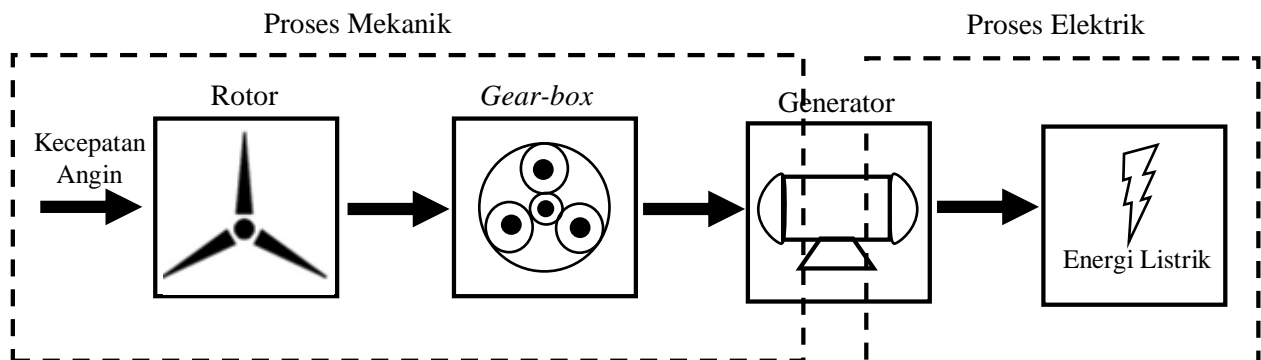 Proses Mekanik
Proses Elektrik
Rotor
Gear-box
Generator
Kecepatan
Angin
Energi Listrik